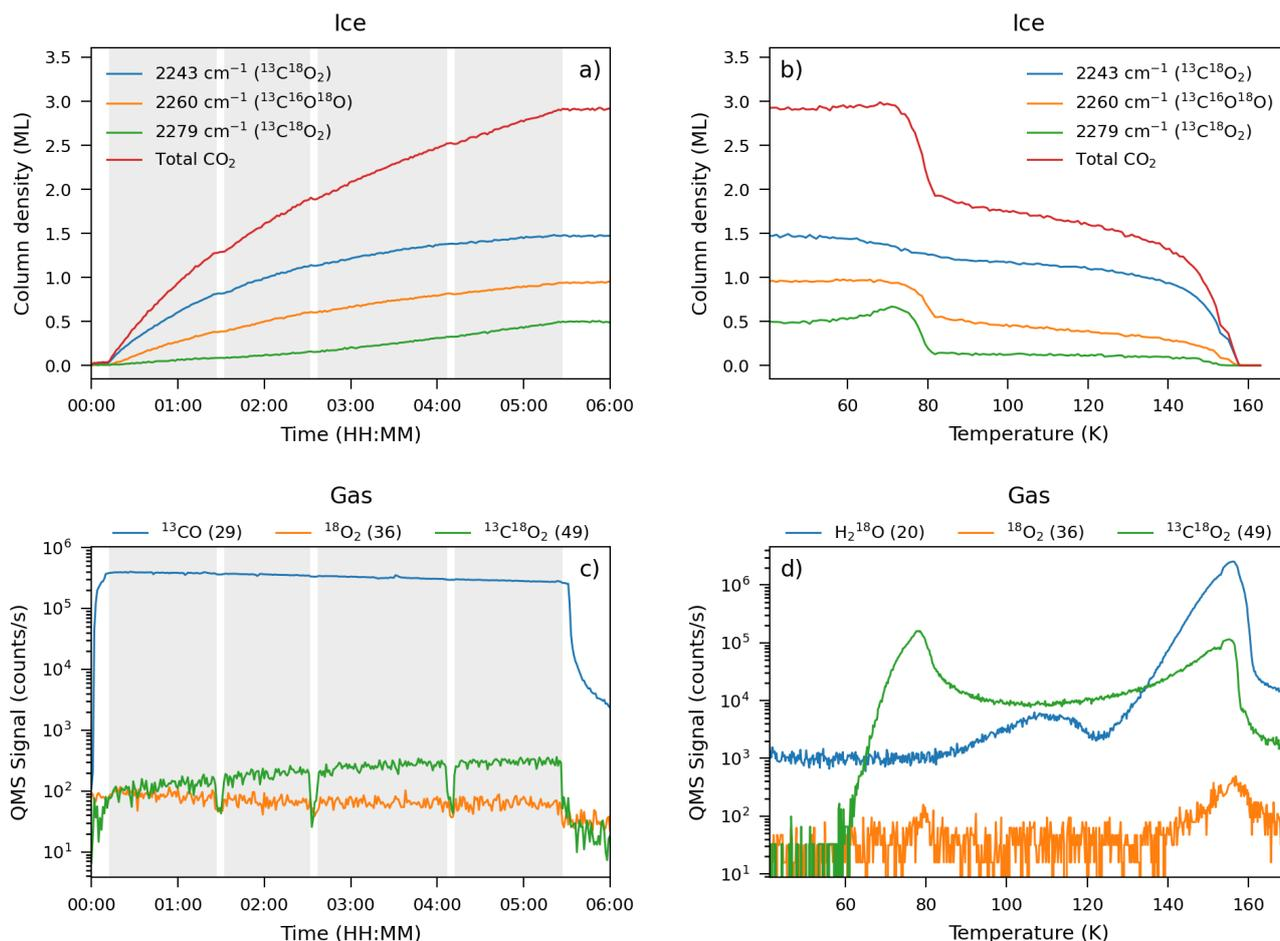 Ice
a)
2243 cm⁻¹ (¹³C¹⁸O₂)
2260 cm⁻¹ (¹³C¹⁶O¹⁸O)
2279 cm⁻¹ (¹³C¹⁸O₂)
Total CO₂
Column density (ML)
3.5
3.0
2.5
2.0
1.5
1.0
0.5
0.0
00:00 01:00 02:00 03:00 04:00 05:00 06:00
Time (HH:MM)
Ice
b)
2243 cm⁻¹ (¹³C¹⁸O₂)
2260 cm⁻¹ (¹³C¹⁶O¹⁸O)
2279 cm⁻¹ (¹³C¹⁸O₂)
Total CO₂
Column density (ML)
3.5
3.0
2.5
2.0
1.5
1.0
0.5
0.0
60 80 100 120 140 160
Temperature (K)
Gas
¹³CO (29) ¹⁸O₂ (36) ¹³C¹⁸O₂ (49)
c)
QMS Signal (counts/s)
10⁶
10⁵
10⁴
10³
10²
10¹
00:00 01:00 02:00 03:00 04:00 05:00 06:00
Time (HH:MM)
Gas
H₂¹⁸O (20) ¹⁸O₂ (36) ¹³C¹⁸O₂ (49)
d)
QMS Signal (counts/s)
10⁶
10⁵
10⁴
10³
10²
10¹
60 80 100 120 140 160
Temperature (K)